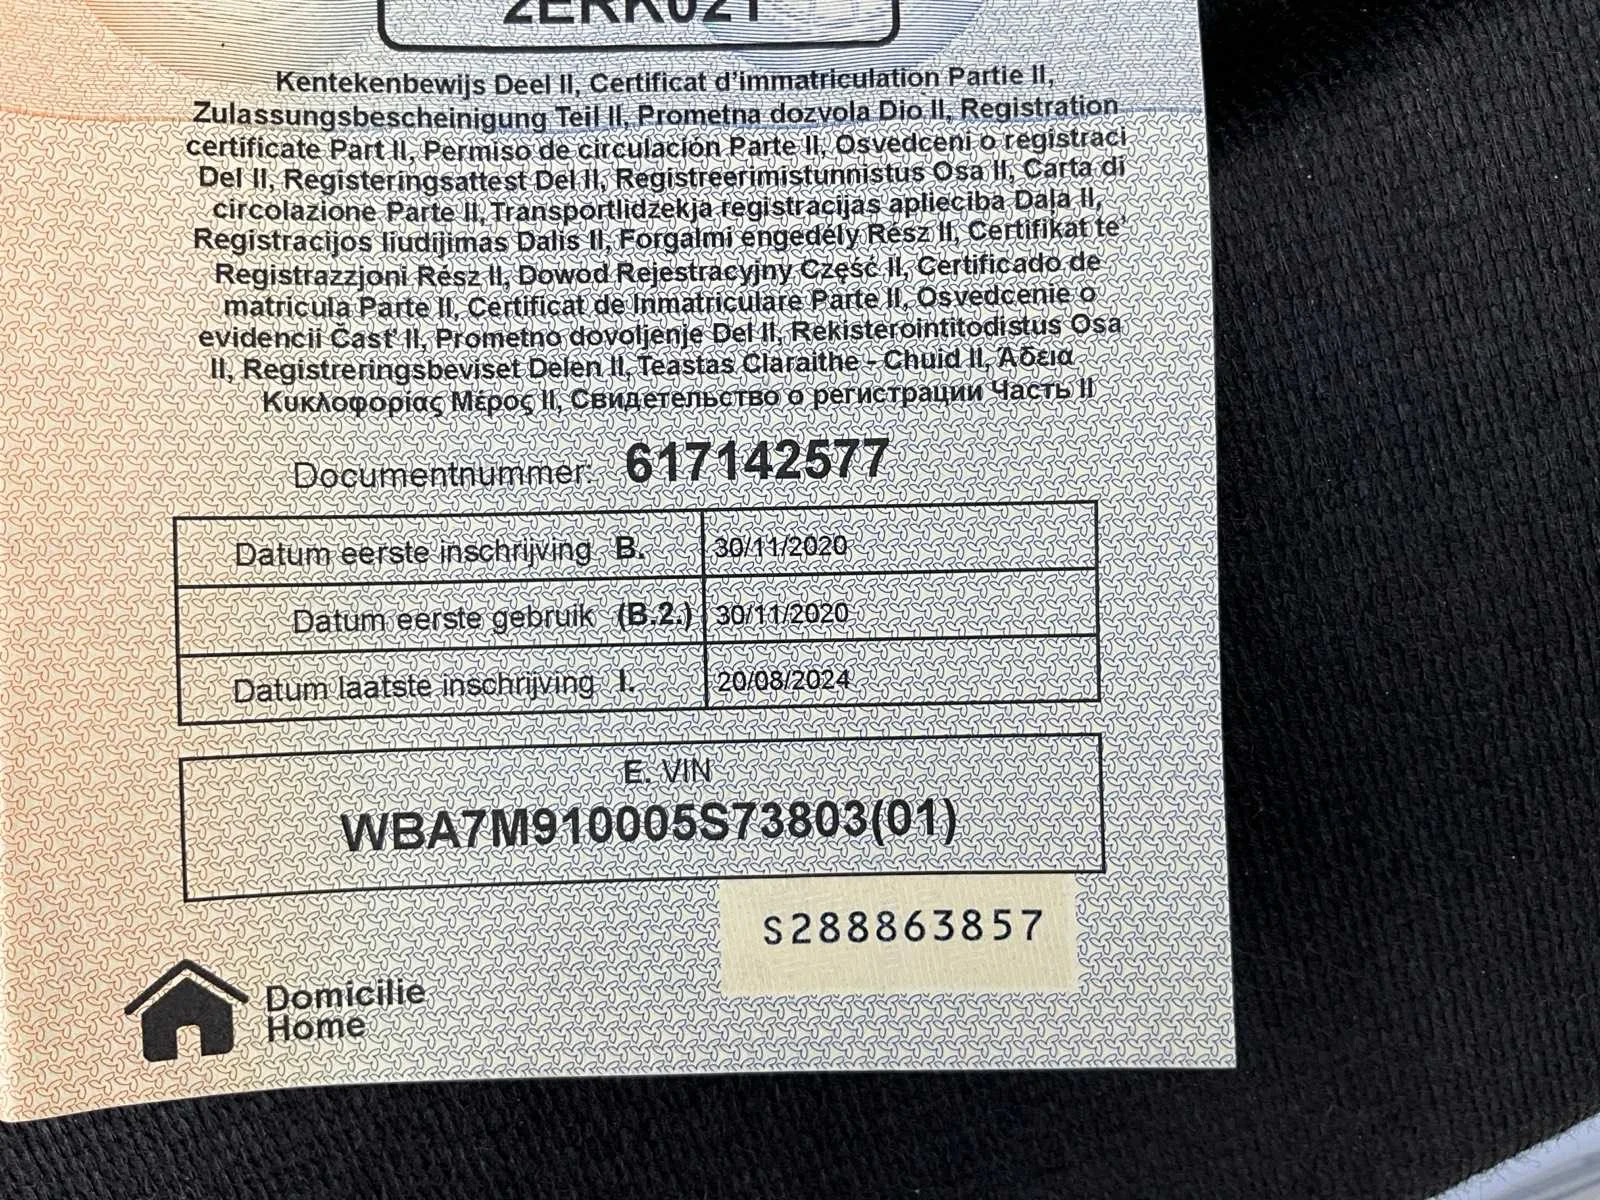 2ERK021
Kentekenbewijs Deel II, Certificat d'immatriculation Partie II,
Zulassungsbescheinigung Teil II, Prometna dozvola Dio II, Registration
certificate Part II, Permiso de circulación Parte II, Osvedceni o registraci
Del II, Registeringsattest Del II, Registreerimistunnistus Osa II, Carta di
circolazione Parte II, Transportlidzekja registracijas aplieciba Daļa II,
Registracijos liudijimas Dalis II, Forgalmi engedély Rész II, Certifikat te'
Registrazzjoni Rész II, Dowod Rejestracyjny Część II, Certificado de
matricula Parte II, Certificat de Inmatriculare Parte II, Osvedcenie o
evidencii Časť II, Prometno dovoljenje Del II, Rekisterointitodistus Osa
II, Registreringsbeviset Delen II, Teastas Claraithe - Chuid II, Άδεια
Κυκλοφορίας Μέρος II, Свидетельство о регистрации Часть II
Documentnummer: 617142577
Datum eerste inschrijving B. 30/11/2020
Datum eerste gebruik (B.2.) 30/11/2020
Datum laatste inschrijving I. 20/08/2024
E. VIN
WBA7M910005S73803(01)
S288863857
Domicilie
Home